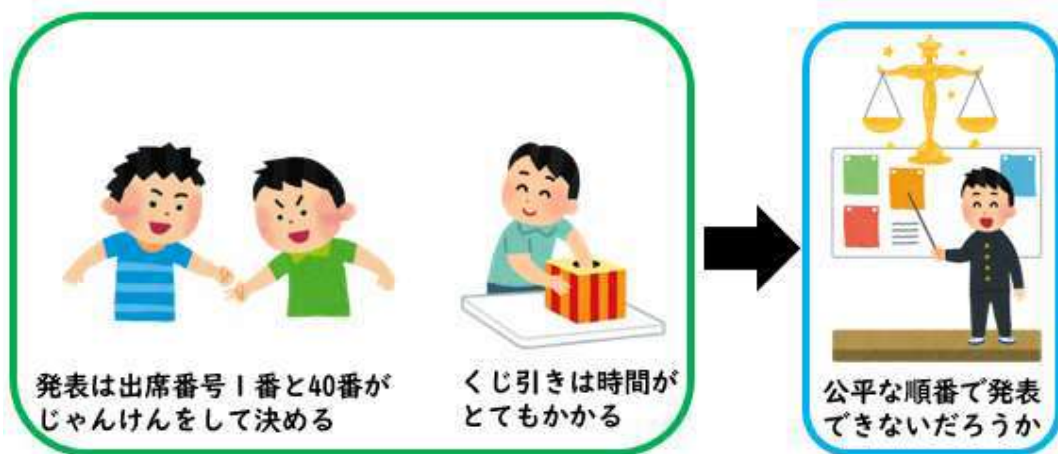 発表は出席番号1番と40番が
じゃんけんをして決める
くじ引きは時間が
とてもかかる
公平な順番で発表
できないだろうか